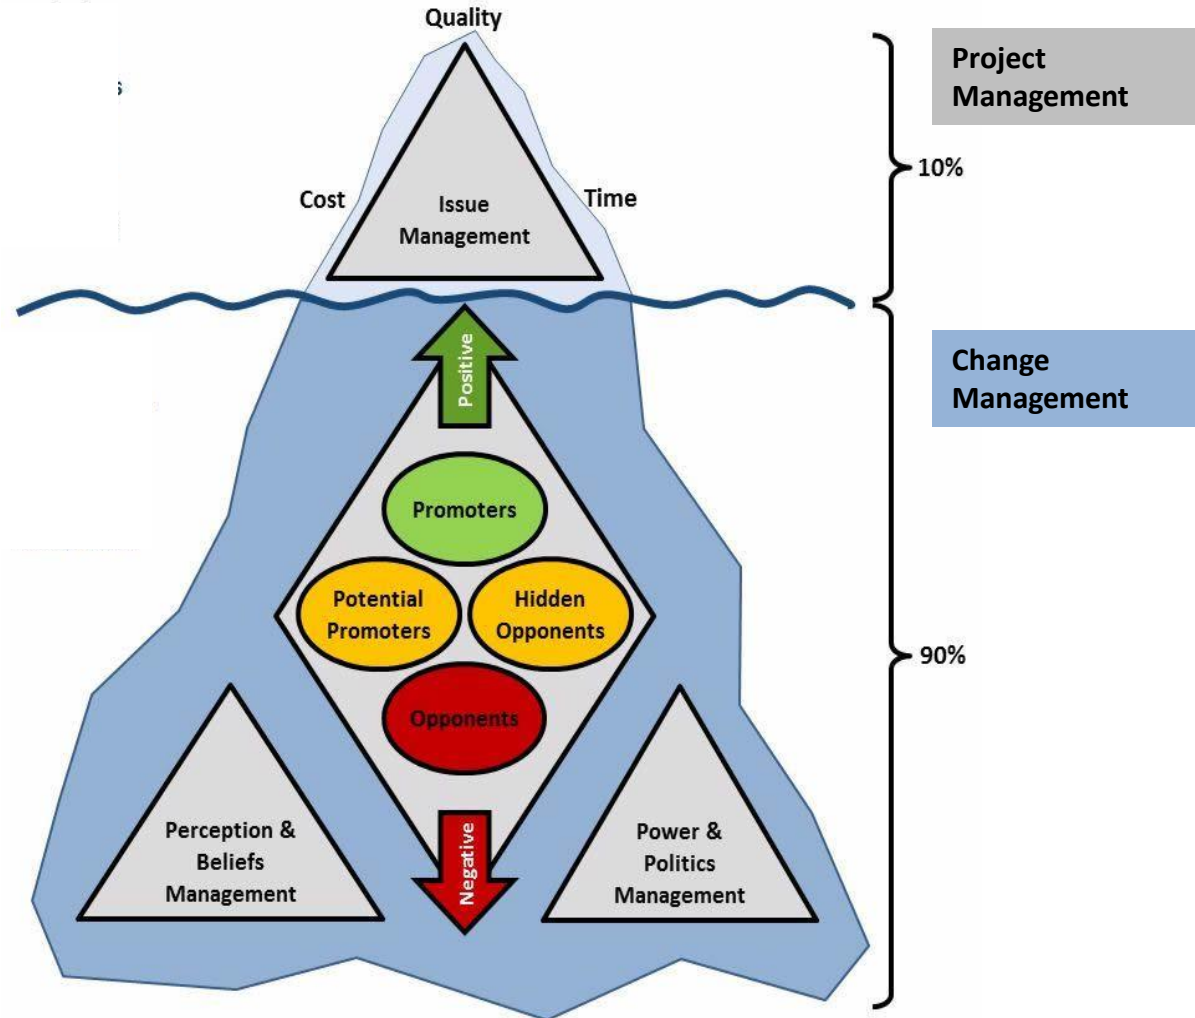 Quality
Project
Management
10%
Cost
Time
Issue
Management
Positive
Change
Management
Promoters
Potential
Promoters
Hidden
Opponents
90%
Opponents
Perception &
Beliefs
Management
Power &
Politics
Management
Negative